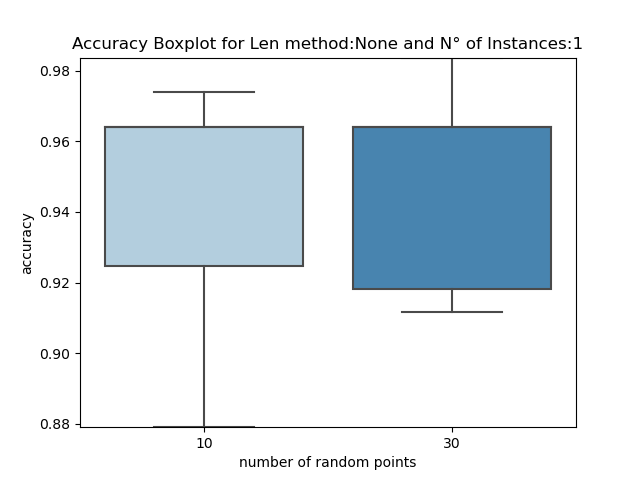 Accuracy Boxplot for Len method:None and N° of Instances:1
0.98
0.96
0.94
0.92
0.90
0.88
accuracy
10 30
number of random points